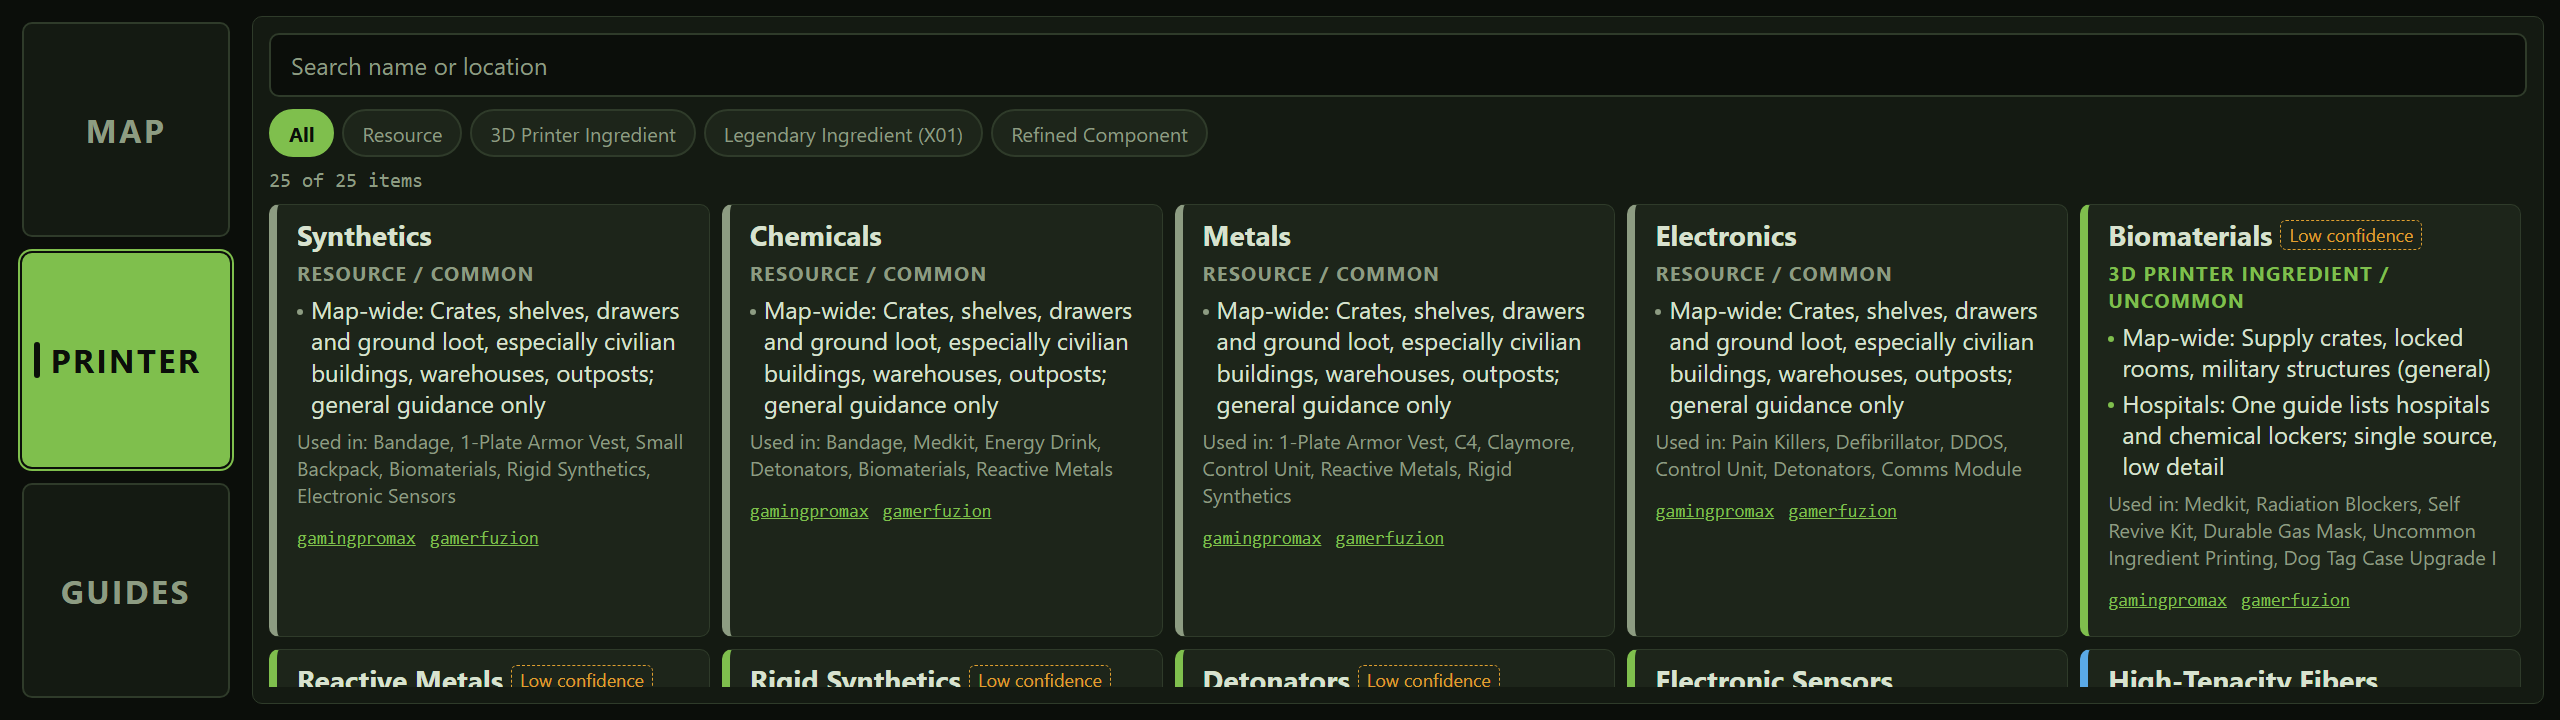 MAP
PRINTER
GUIDES
Search name or location
All
Resource
3D Printer Ingredient
Legendary Ingredient (X01)
Refined Component
25 of 25 items
Synthetics
RESOURCE / COMMON
• Map-wide: Crates, shelves, drawers
and ground loot, especially civilian
buildings, warehouses, outposts;
general guidance only
Used in: Bandage, 1-Plate Armor Vest, Small
Backpack, Biomaterials, Rigid Synthetics,
Electronic Sensors
gamingpromax gamerfuzion
Chemicals
RESOURCE / COMMON
• Map-wide: Crates, shelves, drawers
and ground loot, especially civilian
buildings, warehouses, outposts;
general guidance only
Used in: Bandage, Medkit, Energy Drink,
Detonators, Biomaterials, Reactive Metals
gamingpromax gamerfuzion
Metals
RESOURCE / COMMON
• Map-wide: Crates, shelves, drawers
and ground loot, especially civilian
buildings, warehouses, outposts;
general guidance only
Used in: 1-Plate Armor Vest, C4, Claymore,
Control Unit, Reactive Metals, Rigid
Synthetics
gamingpromax gamerfuzion
Electronics
RESOURCE / COMMON
• Map-wide: Crates, shelves, drawers
and ground loot, especially civilian
buildings, warehouses, outposts;
general guidance only
Used in: Pain Killers, Defibrillator, DDOS,
Control Unit, Detonators, Comms Module
gamingpromax gamerfuzion
Biomaterials Low confidence
3D PRINTER INGREDIENT /
UNCOMMON
• Map-wide: Supply crates, locked
rooms, military structures (general)
• Hospitals: One guide lists hospitals
and chemical lockers; single source,
low detail
Used in: Medkit, Radiation Blockers, Self
Revive Kit, Durable Gas Mask, Uncommon
Ingredient Printing, Dog Tag Case Upgrade I
gamingpromax gamerfuzion
Reactive Metals Low confidence
Rigid Synthetics Low confidence
Detonators Low confidence
Electronic Sensors
High-Tenacity Fibers